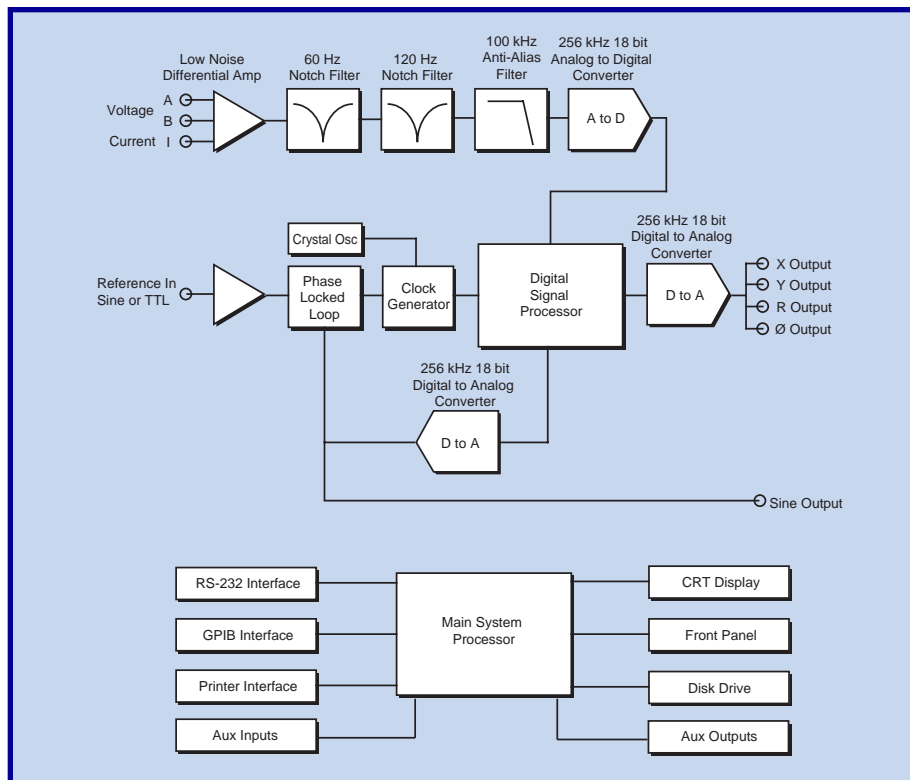 Low Noise
Differential Amp
60 Hz
Notch Filter
120 Hz
Notch Filter
100 kHz
Anti-Alias
Filter
256 kHz 18 bit
Analog to Digital
Converter
Voltage
A
B
Current
I
A to D
Crystal Osc
256 kHz 18 bit
Digital to Analog
Converter
Reference In
Sine or TTL
Phase
Locked
Loop
Clock
Generator
Digital
Signal
Processor
D to A
X Output
Y Output
R Output
Ø Output
256 kHz 18 bit
Digital to Analog
Converter
D to A
Sine Output
RS-232 Interface
GPIB Interface
Printer Interface
Aux Inputs
Main System
Processor
CRT Display
Front Panel
Disk Drive
Aux Outputs